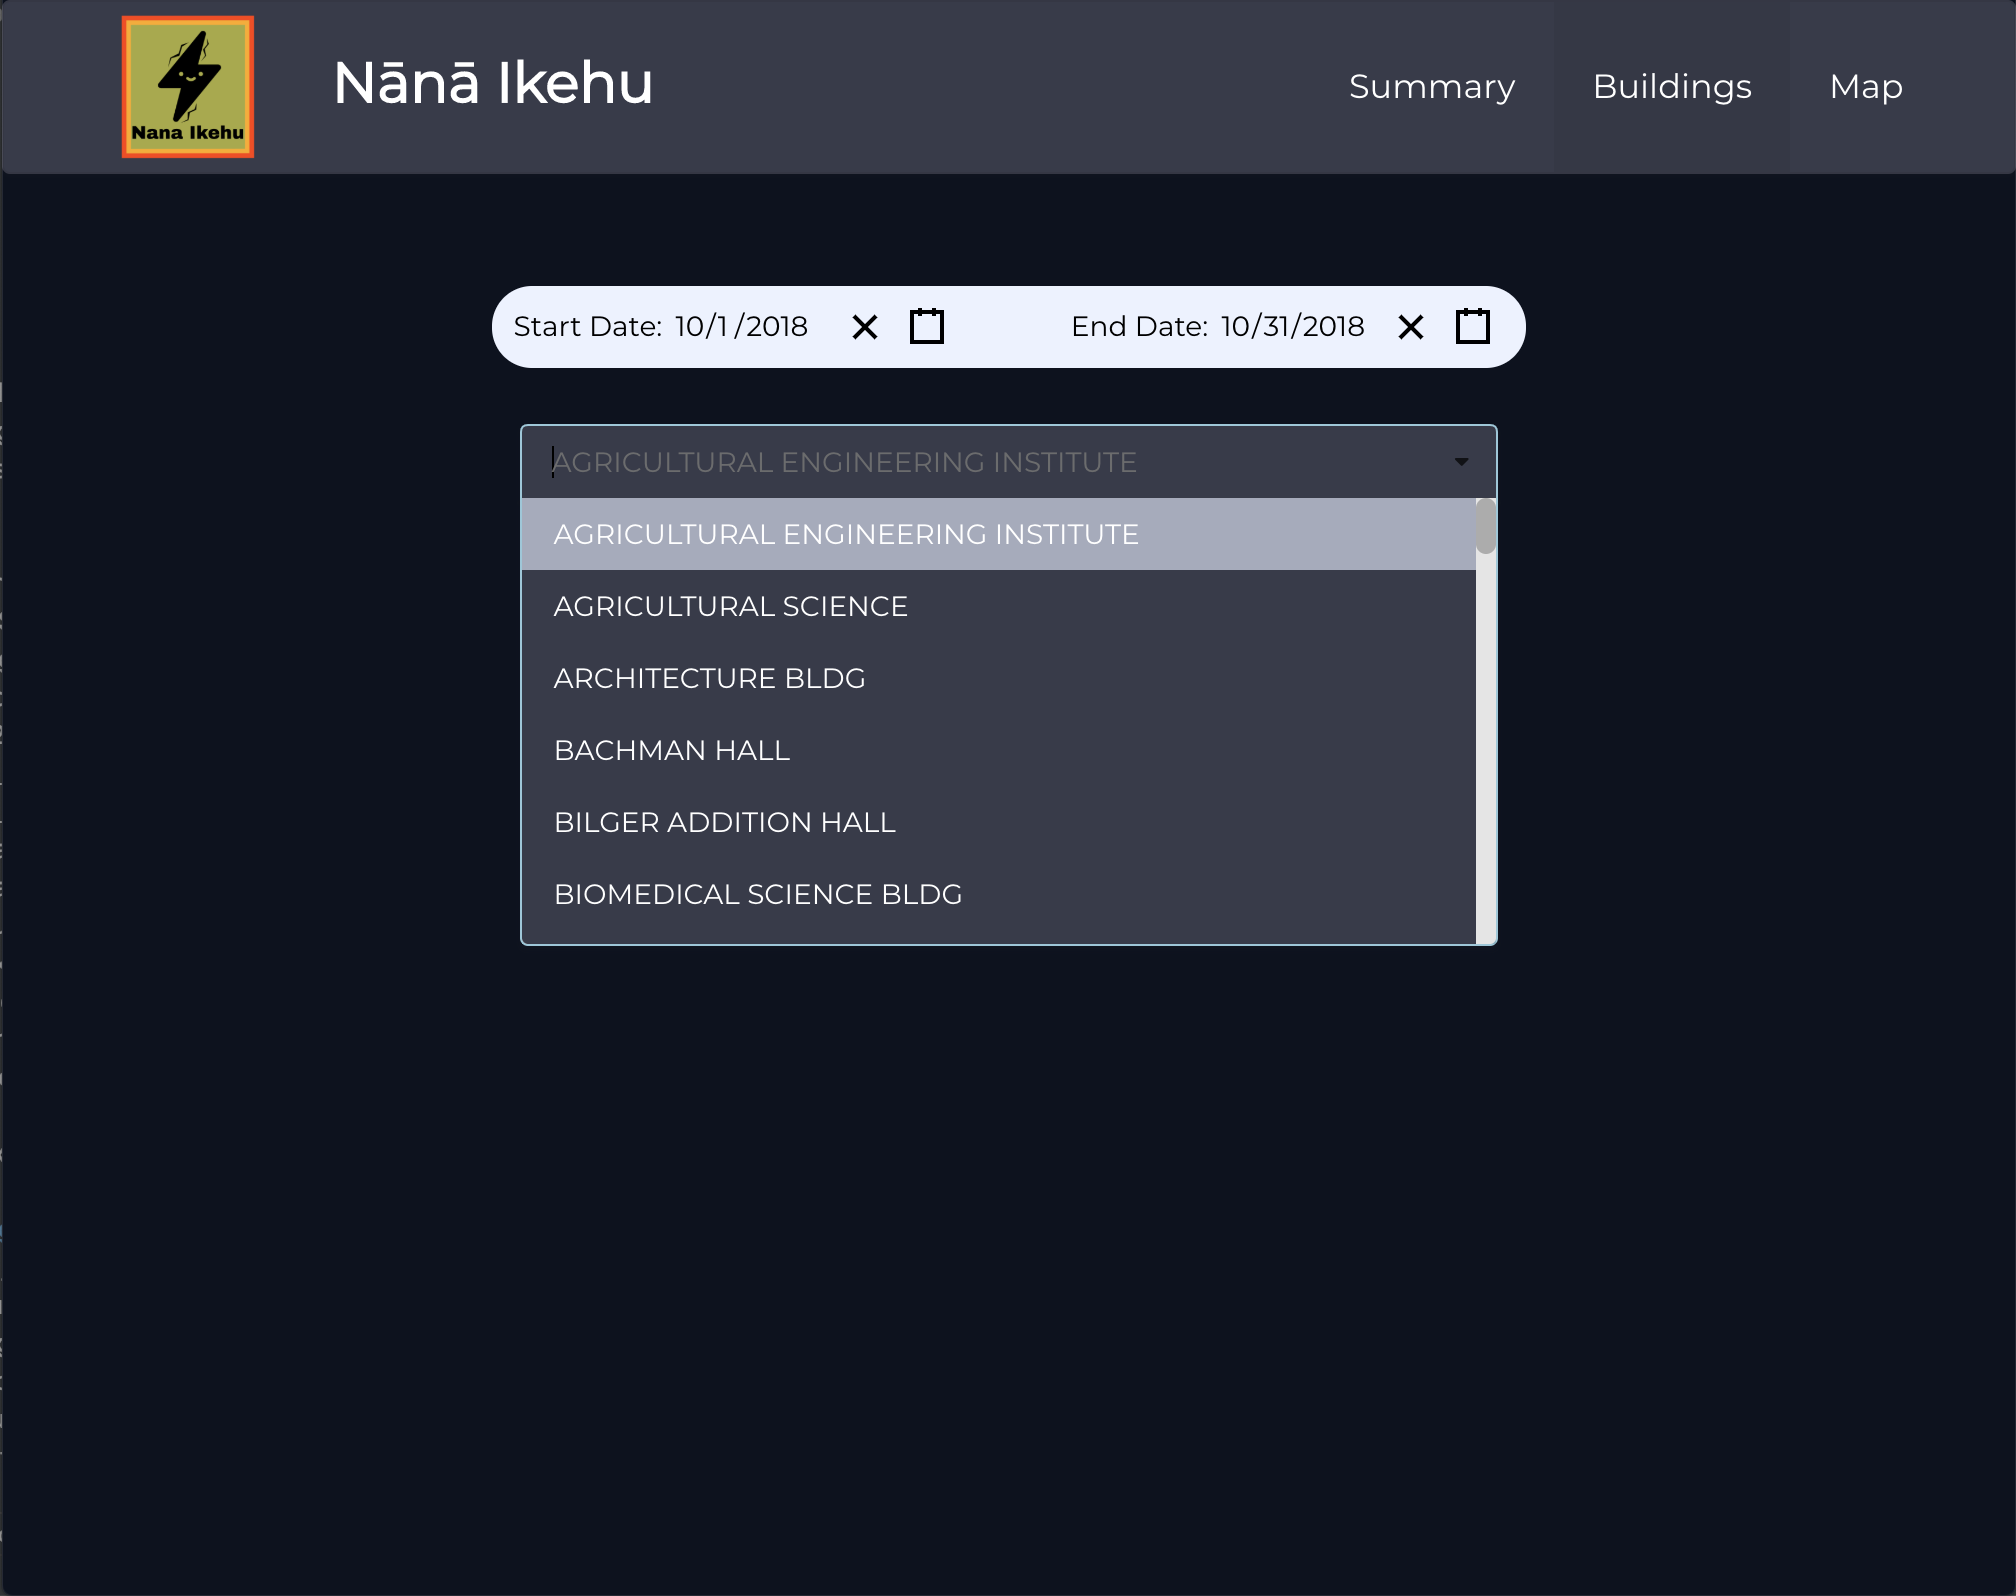 Nana Ikehu
Nānā Ikehu
Summary Buildings Map
Start Date: 10/1 /2018 End Date: 10/31/2018
AGRICULTURAL ENGINEERING INSTITUTE
AGRICULTURAL ENGINEERING INSTITUTE
AGRICULTURAL SCIENCE
ARCHITECTURE BLDG
BACHMAN HALL
BILGER ADDITION HALL
BIOMEDICAL SCIENCE BLDG